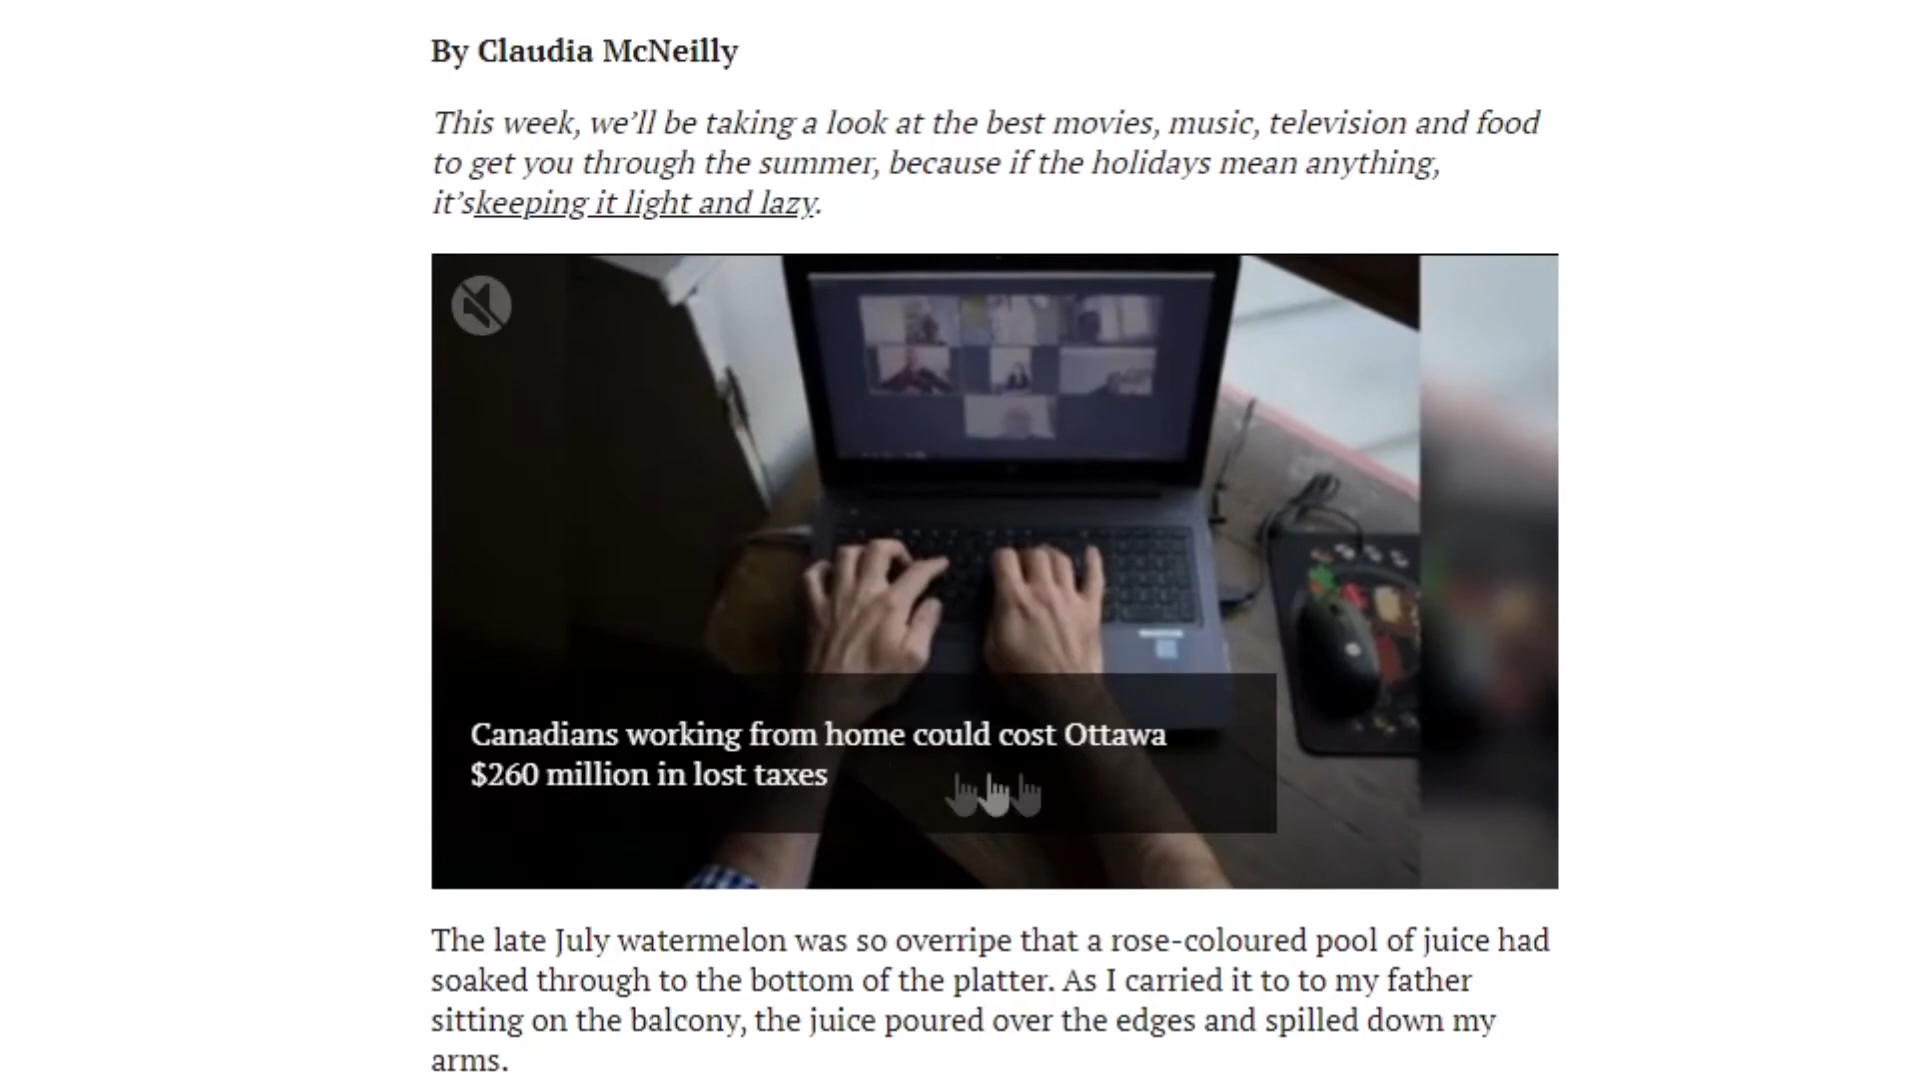 By Claudia McNeilly
This week, we’ll be taking a look at the best movies, music, television and food
to get you through the summer, because if the holidays mean anything,
it’skeeping it light and lazy.
Canadians working from home could cost Ottawa
$260 million in lost taxes
The late July watermelon was so overripe that a rose-coloured pool of juice had
soaked through to the bottom of the platter. As I carried it to to my father
sitting on the balcony, the juice poured over the edges and spilled down my
arms.